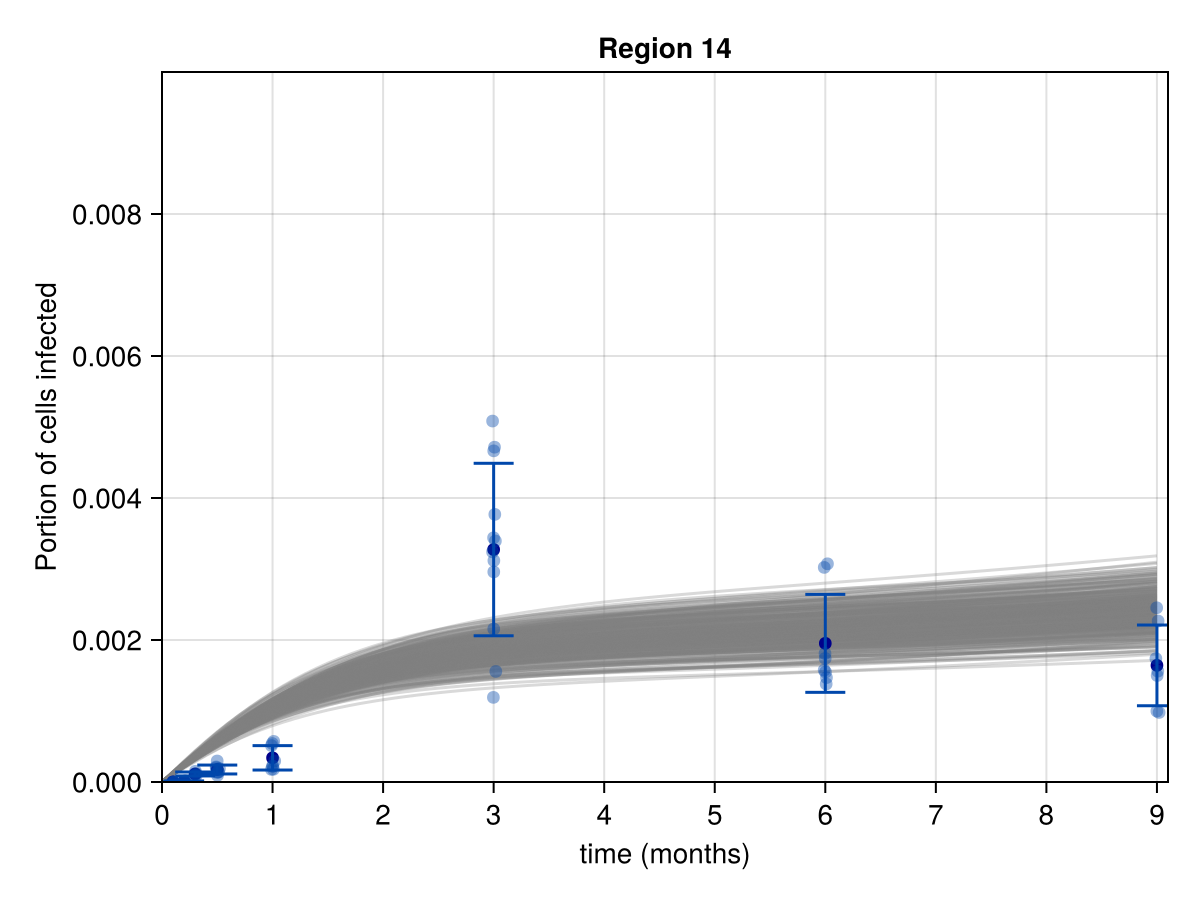 Region 14
Portion of cells infected
0.008
0.006
0.004
0.002
0.000
0 1 2 3 4 5 6 7 8 9
time (months)